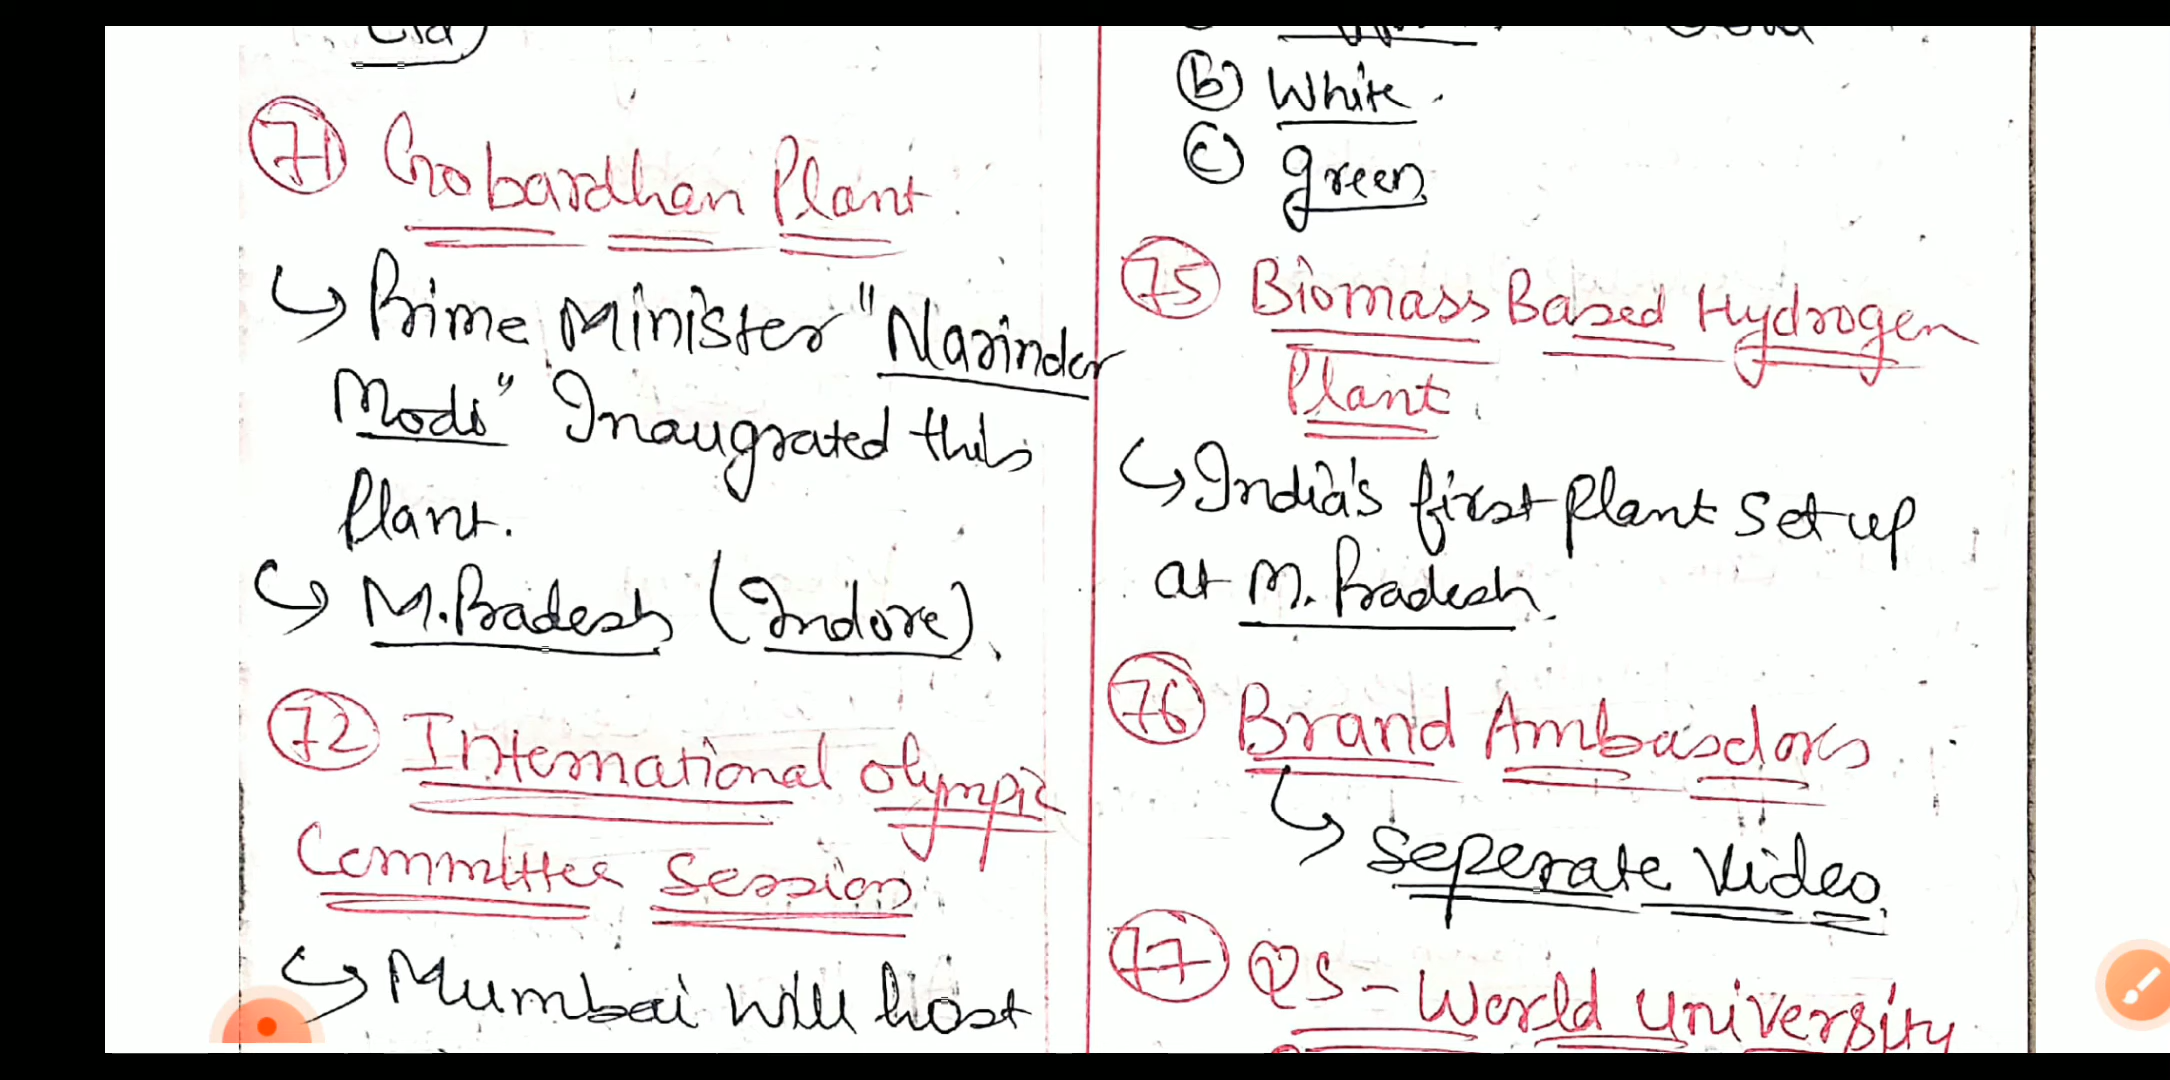 71 Gobardhan Plant
Prime Minister "Narinder
Modi" Inaugrated this
Plant.
M.Pradesh (Indore).
72 International olympic
Committee Session
Mumbai will host
b) White
c) green
75 Biomass Based Hydrogen
Plant
India's first plant set up
at M. Pradesh
76 Brand Ambasdors
Seperate Video
77 QS - World University